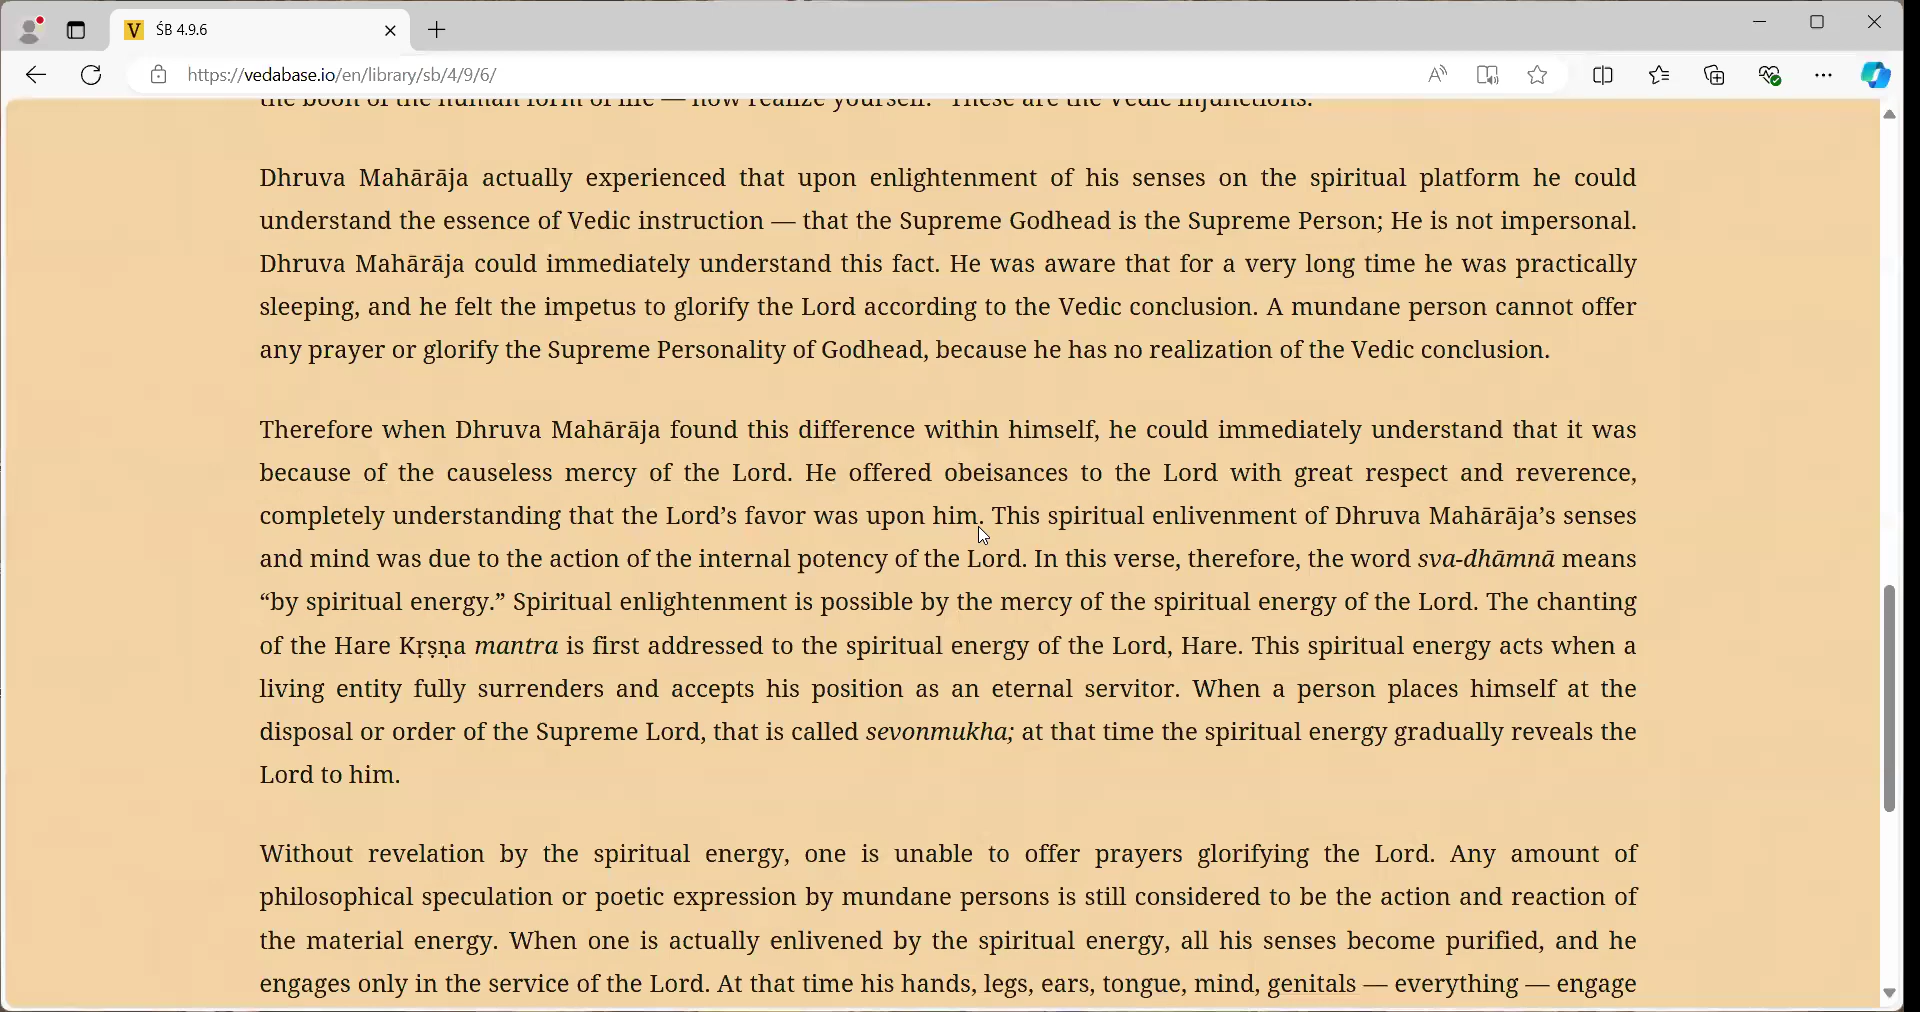 ŚB 4.9.6
https://vedabase.io/en/library/sb/4/9/6/
the book of the human form of life — now realize yourself.” These are the Vedic injunctions.
Dhruva Mahārāja actually experienced that upon enlightenment of his senses on the spiritual platform he could
understand the essence of Vedic instruction — that the Supreme Godhead is the Supreme Person; He is not impersonal.
Dhruva Mahārāja could immediately understand this fact. He was aware that for a very long time he was practically
sleeping, and he felt the impetus to glorify the Lord according to the Vedic conclusion. A mundane person cannot offer
any prayer or glorify the Supreme Personality of Godhead, because he has no realization of the Vedic conclusion.
Therefore when Dhruva Mahārāja found this difference within himself, he could immediately understand that it was
because of the causeless mercy of the Lord. He offered obeisances to the Lord with great respect and reverence,
completely understanding that the Lord’s favor was upon him. This spiritual enlivenment of Dhruva Mahārāja’s senses
and mind was due to the action of the internal potency of the Lord. In this verse, therefore, the word sva-dhāmnā means
“by spiritual energy.” Spiritual enlightenment is possible by the mercy of the spiritual energy of the Lord. The chanting
of the Hare Kṛṣṇa mantra is first addressed to the spiritual energy of the Lord, Hare. This spiritual energy acts when a
living entity fully surrenders and accepts his position as an eternal servitor. When a person places himself at the
disposal or order of the Supreme Lord, that is called sevonmukha; at that time the spiritual energy gradually reveals the
Lord to him.
Without revelation by the spiritual energy, one is unable to offer prayers glorifying the Lord. Any amount of
philosophical speculation or poetic expression by mundane persons is still considered to be the action and reaction of
the material energy. When one is actually enlivened by the spiritual energy, all his senses become purified, and he
engages only in the service of the Lord. At that time his hands, legs, ears, tongue, mind, genitals — everything — engage